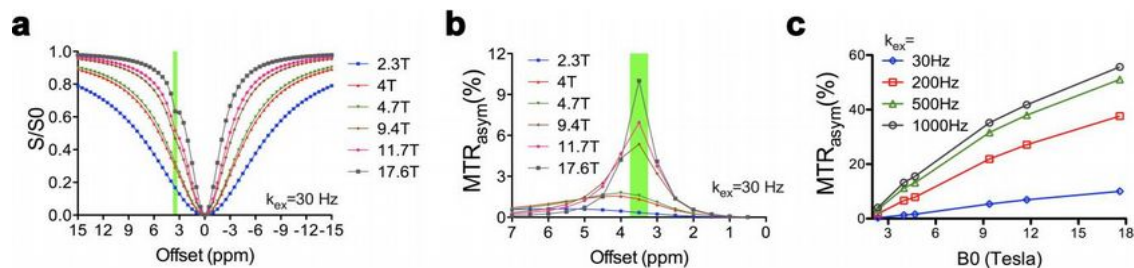 a
S/S0
1.0
0.8
0.6
0.4
0.2
0.0
15 12 9 6 3 0 -3 -6 -9 -12 -15
Offset (ppm)
kex=30 Hz
2.3T
4T
4.7T
9.4T
11.7T
17.6T
b
MTRasym(%)
12
9
6
3
0
7 6 5 4 3 2 1 0
Offset (ppm)
kex=30 Hz
2.3T
4T
4.7T
9.4T
11.7T
17.6T
c
MTRasym(%)
60
40
20
0
3 6 9 12 15 18
B0 (Tesla)
kex=
30Hz
200Hz
500Hz
1000Hz